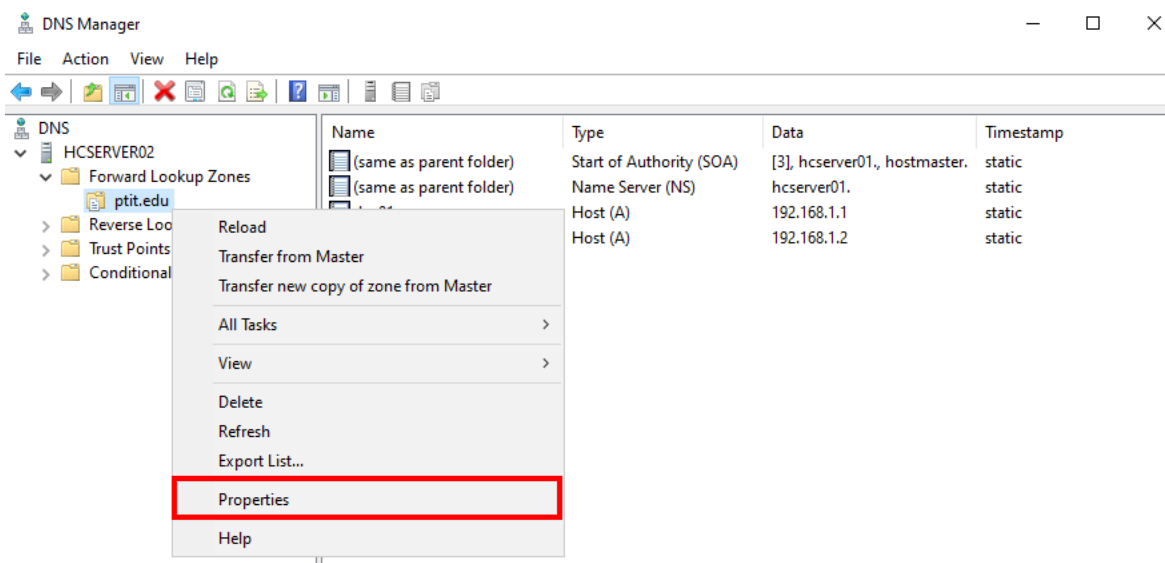 DNS Manager
File Action View Help
DNS
HCSERVER02
Forward Lookup Zones
ptit.edu
Reverse Loo
Trust Points
Conditional
Name Type Data Timestamp
(same as parent folder) Start of Authority (SOA) [3], hcserver01., hostmaster. static
(same as parent folder) Name Server (NS) hcserver01. static
Host (A) 192.168.1.1 static
Host (A) 192.168.1.2 static
Reload
Transfer from Master
Transfer new copy of zone from Master
All Tasks
View
Delete
Refresh
Export List...
Properties
Help